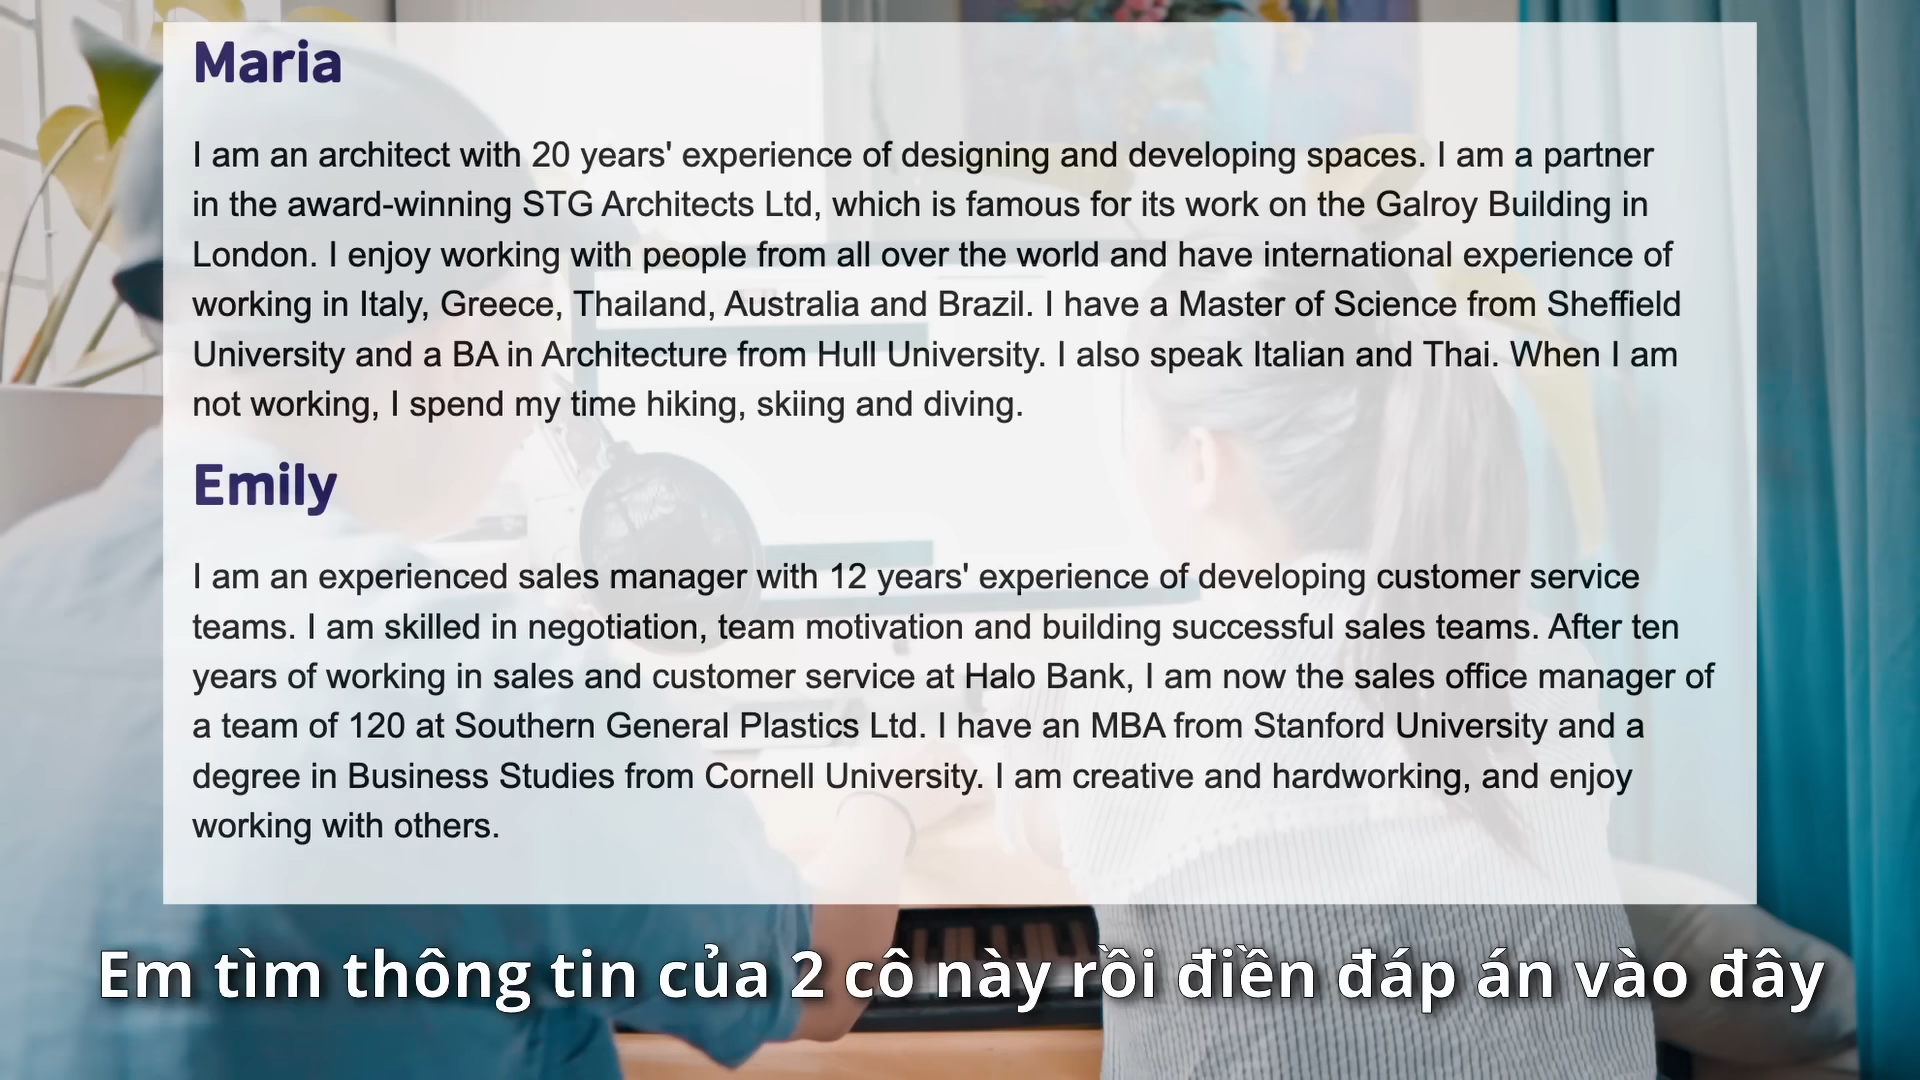 Maria
I am an architect with 20 years' experience of designing and developing spaces. I am a partner
in the award-winning STG Architects Ltd, which is famous for its work on the Galroy Building in
London. I enjoy working with people from all over the world and have international experience of
working in Italy, Greece, Thailand, Australia and Brazil. I have a Master of Science from Sheffield
University and a BA in Architecture from Hull University. I also speak Italian and Thai. When I am
not working, I spend my time hiking, skiing and diving.
Emily
I am an experienced sales manager with 12 years' experience of developing customer service
teams. I am skilled in negotiation, team motivation and building successful sales teams. After ten
years of working in sales and customer service at Halo Bank, I am now the sales office manager of
a team of 120 at Southern General Plastics Ltd. I have an MBA from Stanford University and a
degree in Business Studies from Cornell University. I am creative and hardworking, and enjoy
working with others.
Em tìm thông tin của 2 cô này rồi điền đáp án vào đây